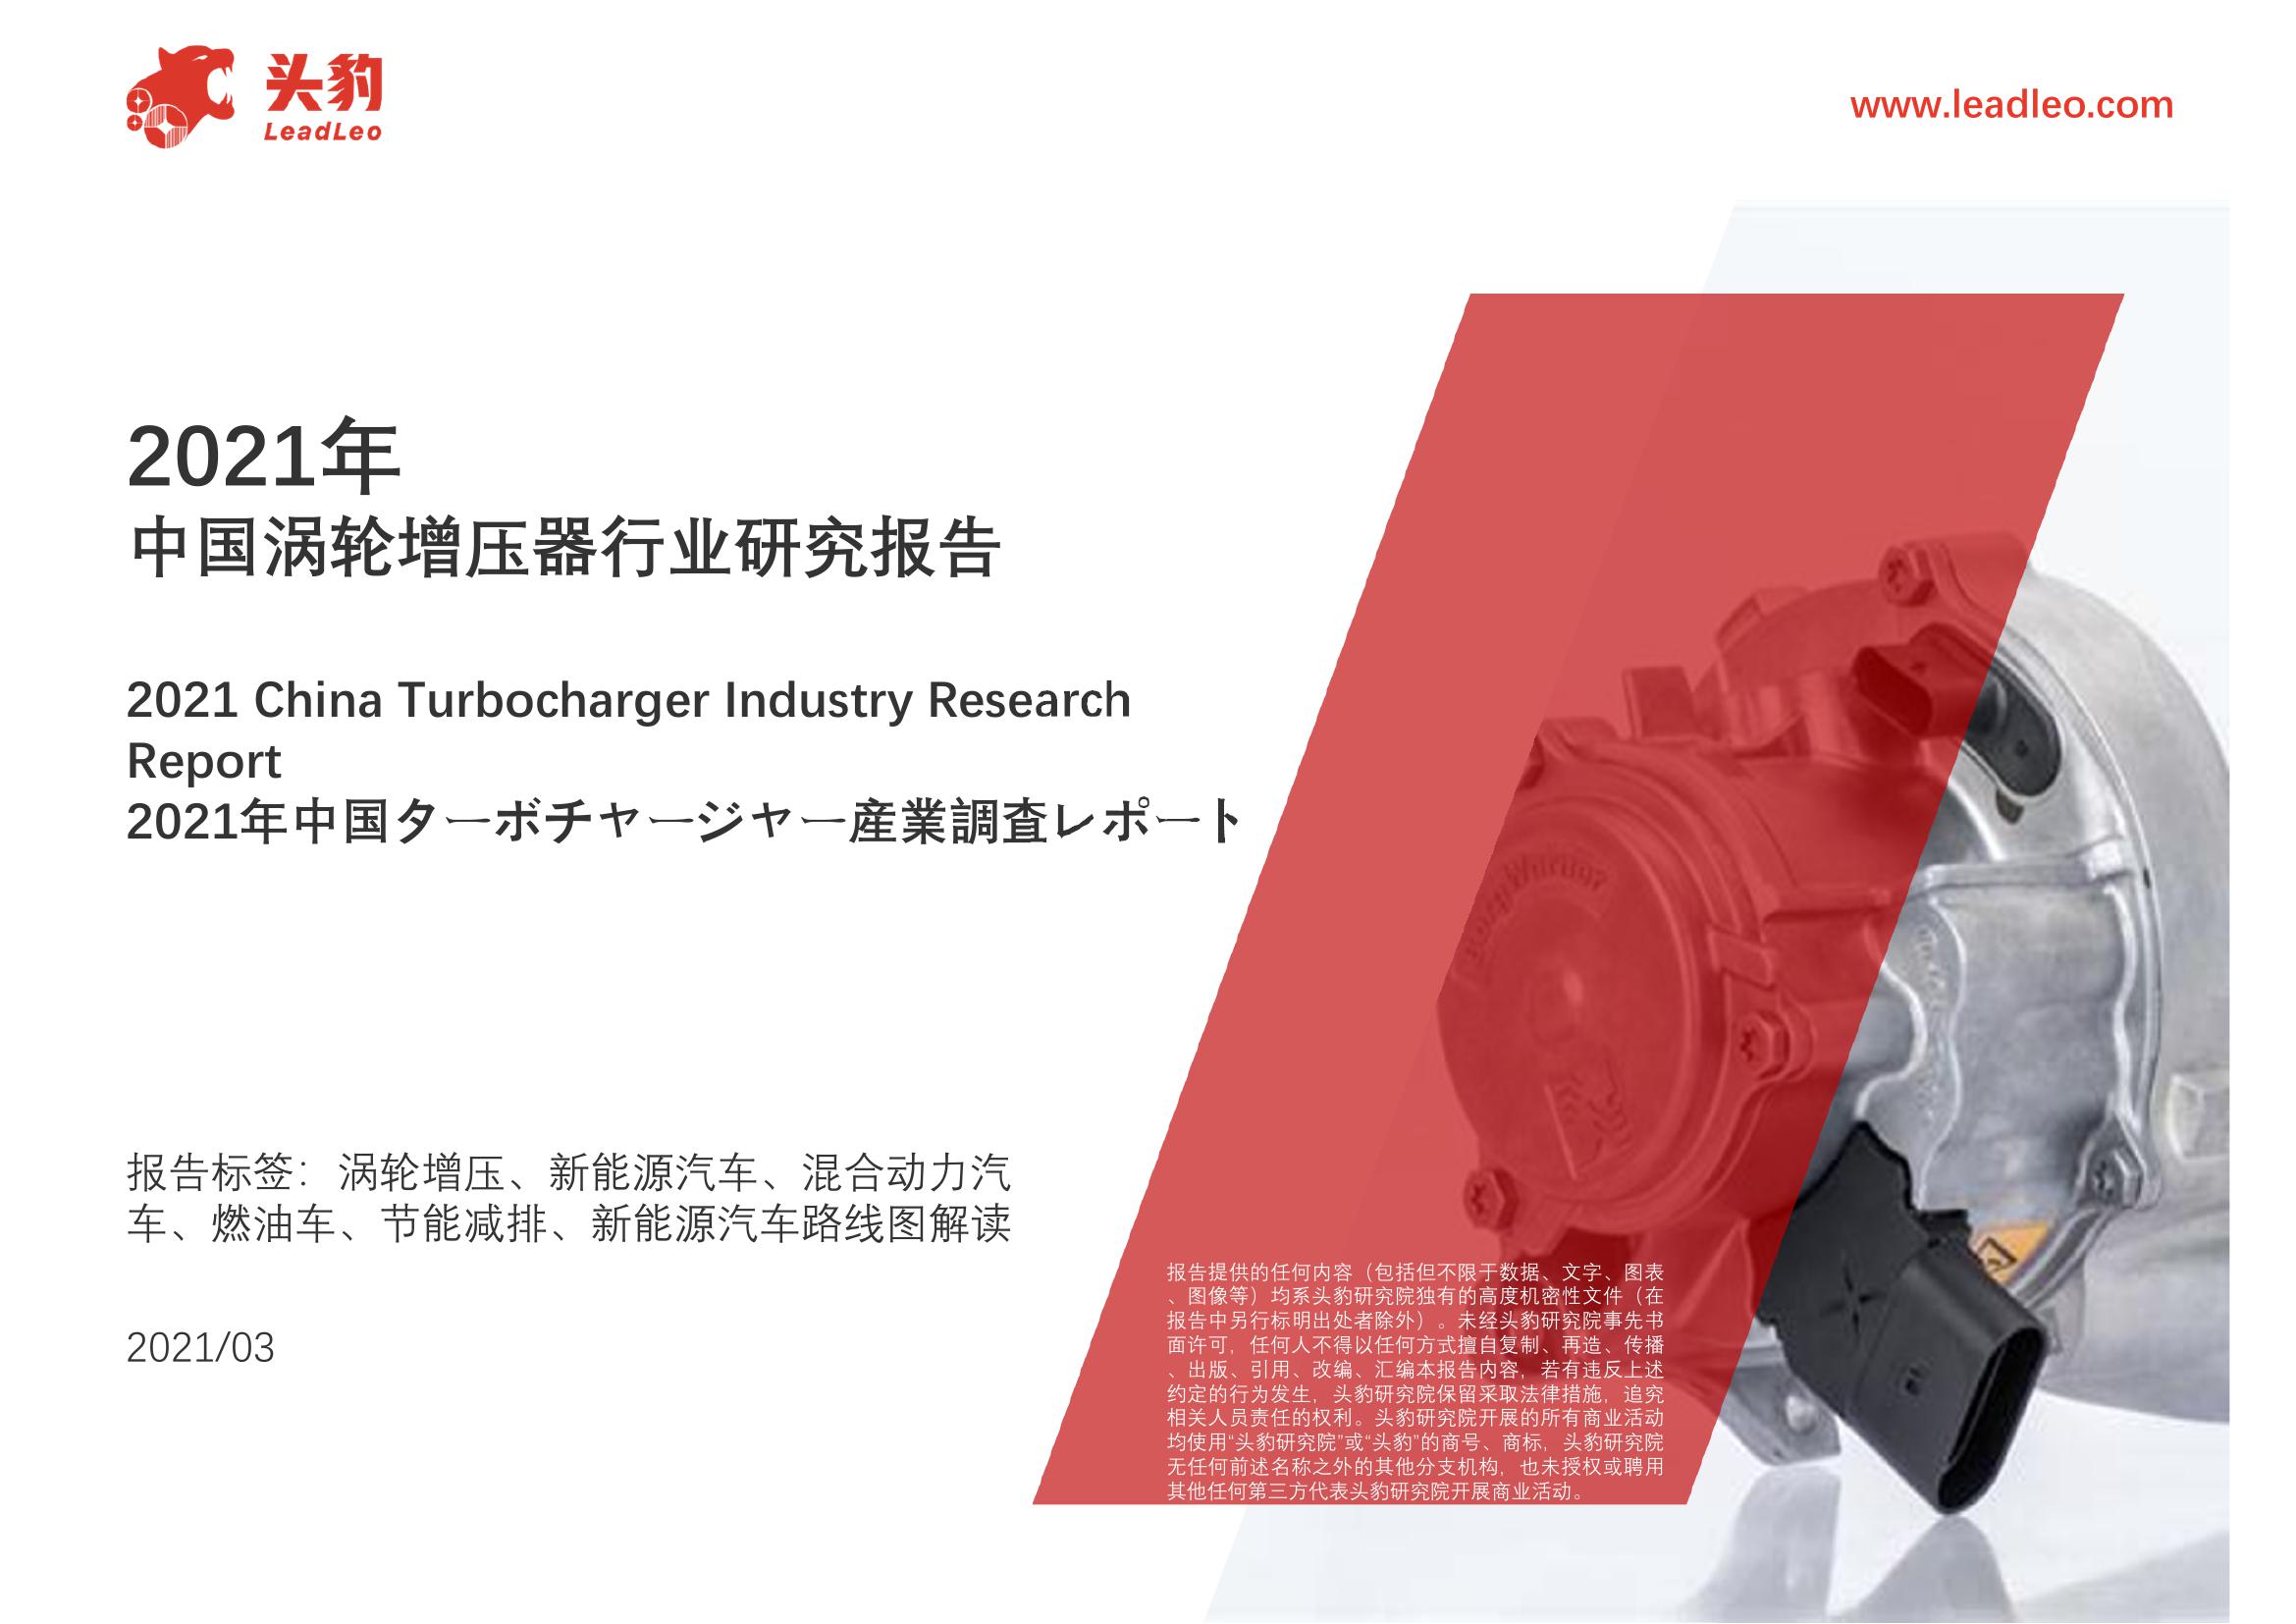 头豹
LeadLeo
www.leadleo.com
2021年
中国涡轮增压器行业研究报告
2021 China Turbocharger Industry Research
Report
2021年中国ターボチャージャー産業調査レポート
报告标签：涡轮增压、新能源汽车、混合动力汽
车、燃油车、节能减排、新能源汽车路线图解读
2021/03
BorgWarner
报告提供的任何内容（包括但不限于数据、文字、图表
、图像等）均系头豹研究院独有的高度机密性文件（在
报告中另行标明出处者除外）。未经头豹研究院事先书
面许可，任何人不得以任何方式擅自复制、再造、传播
、出版、引用、改编、汇编本报告内容，若有违反上述
约定的行为发生，头豹研究院保留采取法律措施，追究
相关人员责任的权利。头豹研究院开展的所有商业活动
均使用“头豹研究院”或“头豹”的商号、商标，头豹研究院
无任何前述名称之外的其他分支机构，也未授权或聘用
其他任何第三方代表头豹研究院开展商业活动。